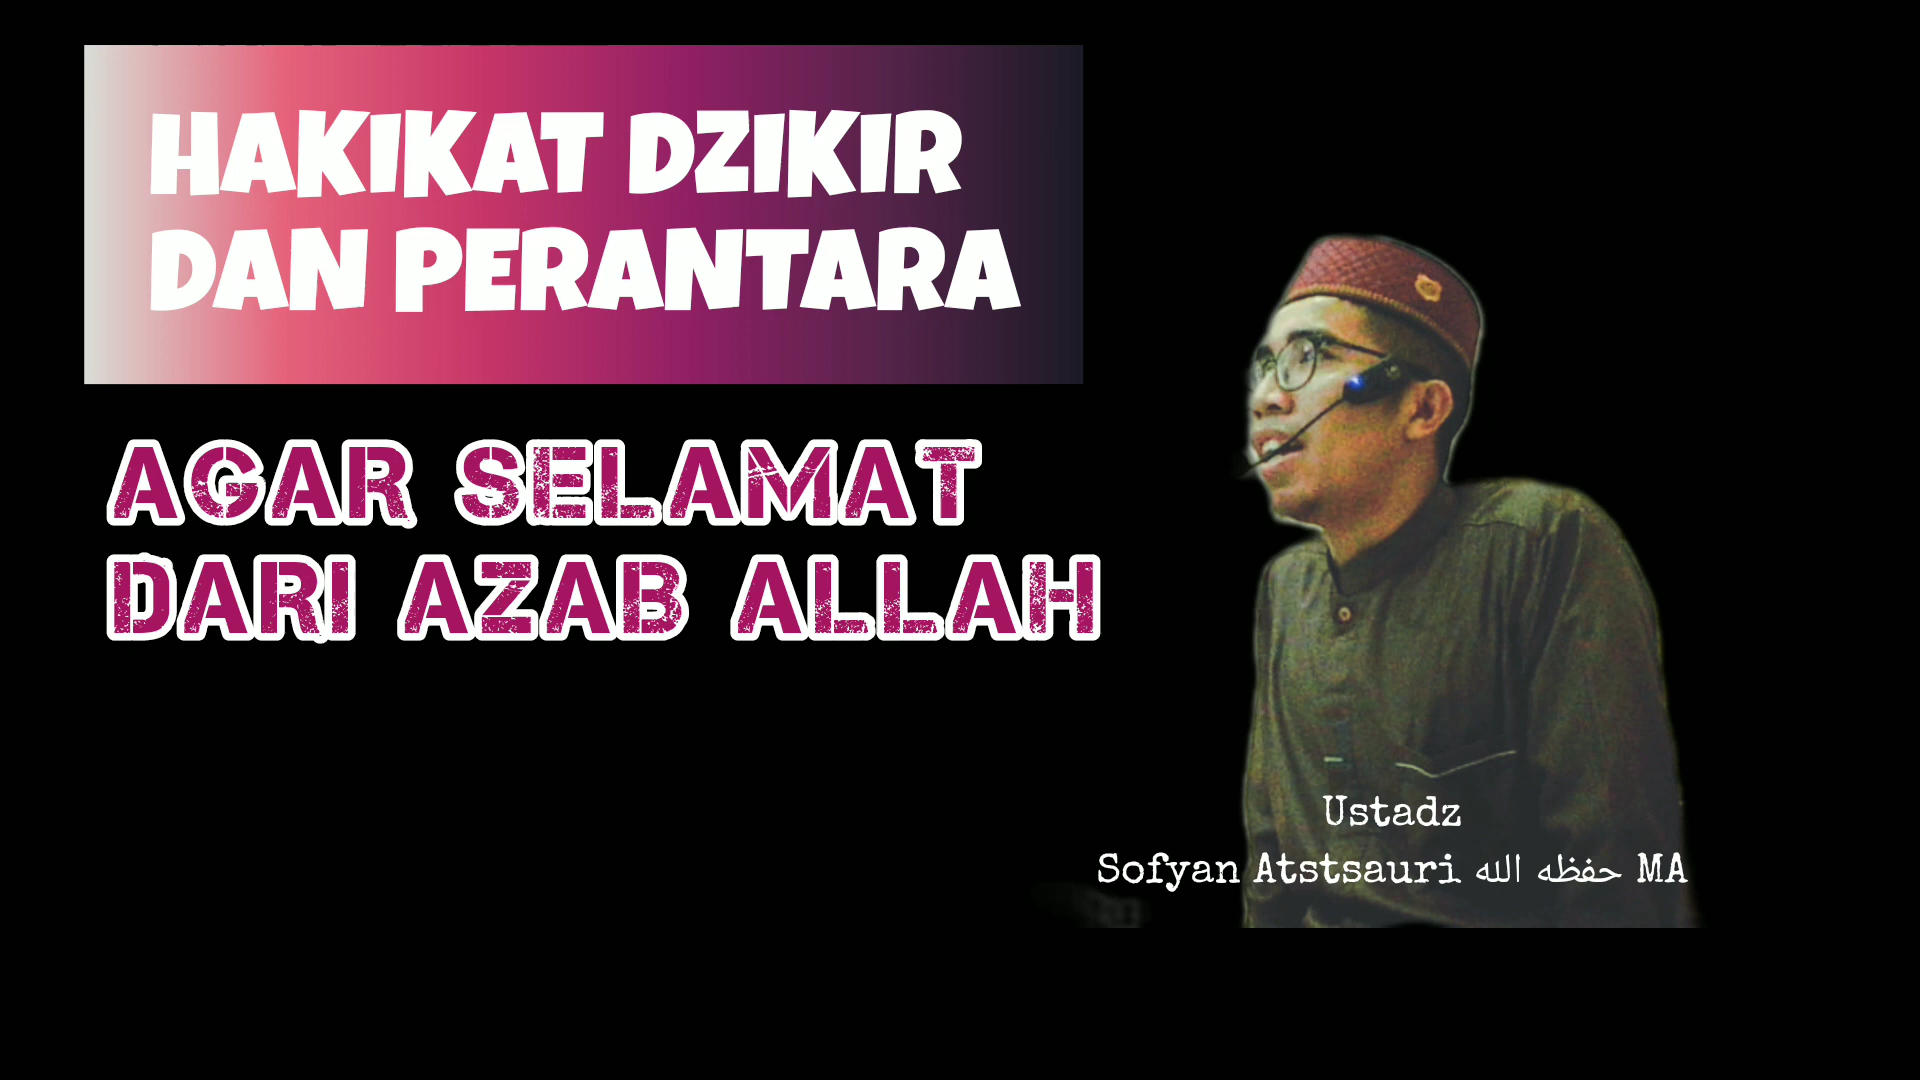 HAKIKAT DZIKIR
DAN PERANTARA
AGAR SELAMAT
DARI AZAB ALLAH
Ustadz
Sofyan Atstsauri حفظه الله MA